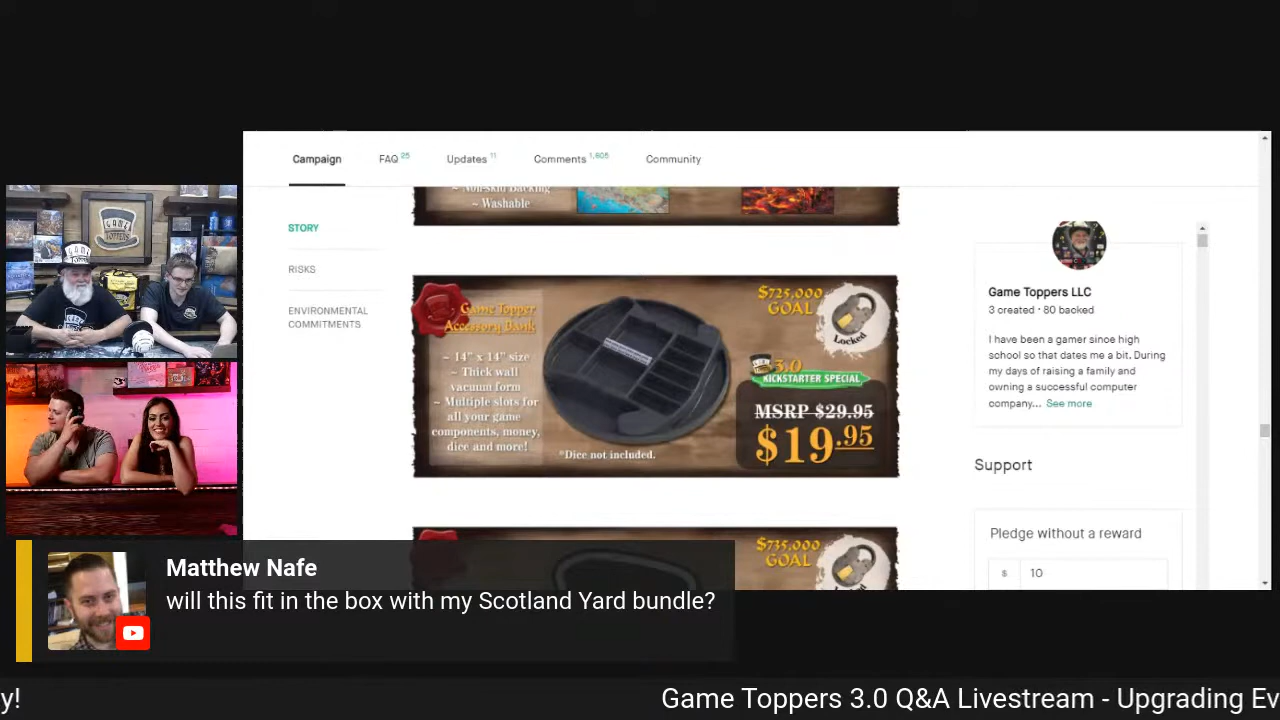 Campaign
FAQ 25
Updates 11
Comments 1,605
Community
STORY
RISKS
ENVIRONMENTAL
COMMITMENTS
~ Non-skid Backing
~ Washable
Game Topper
Accessory Bank
~ 14” x 14” size
~ Thick wall
vacuum form
~ Multiple slots for
all your game
components, money,
dice and more!
*Dice not included.
$725,000
GOAL
Locked
3.0
KICKSTARTER SPECIAL
MSRP $29.95
$19.95
$735,000
GOAL
Game Toppers LLC
3 created · 80 backed
I have been a gamer since high
school so that dates me a bit. During
my days of raising a family and
owning a successful computer
company... See more
Support
Pledge without a reward
$ 10
GAME
TOPPERS
Matthew Nafe
will this fit in the box with my Scotland Yard bundle?
y!
Game Toppers 3.0 Q&A Livestream - Upgrading Ev